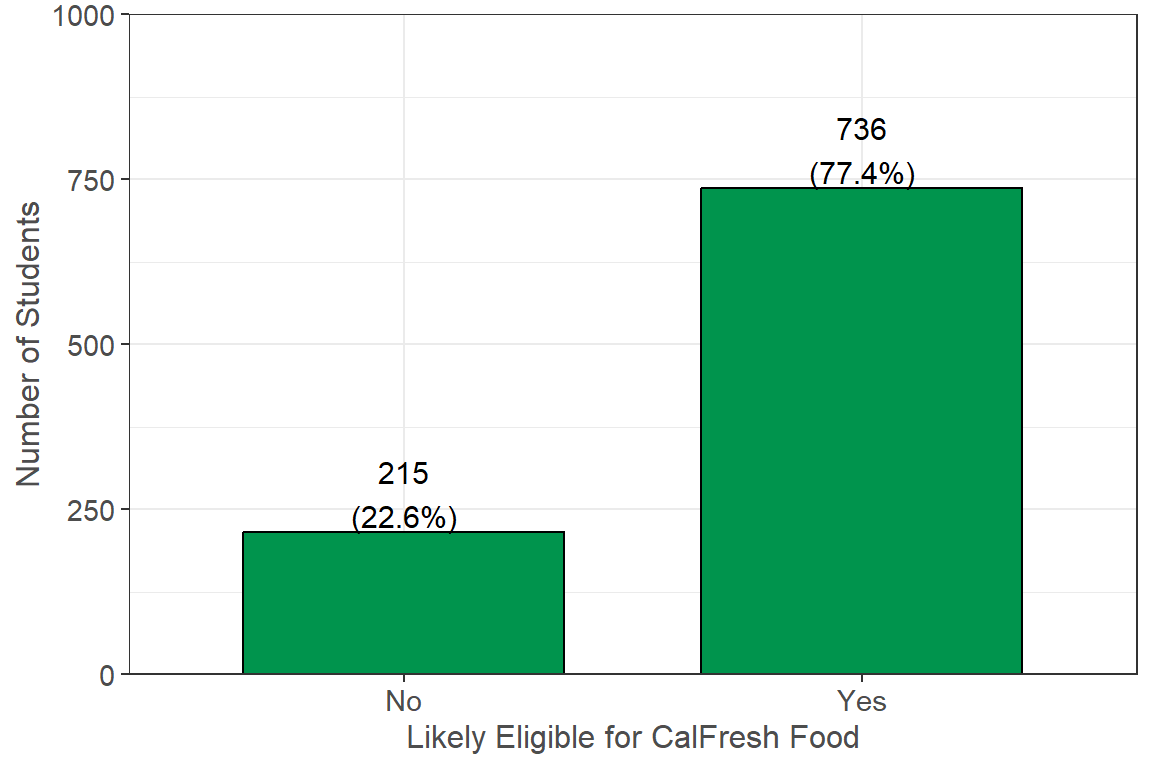 Number of Students
1000
750
500
250
0
215
(22.6%)
736
(77.4%)
No
Yes
Likely Eligible for CalFresh Food